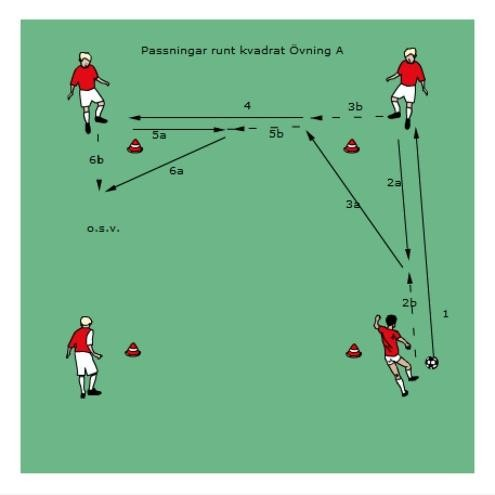 Passningar runt kvadrat Övning A
4
3b
5a
5b
6b
6a
2a
3a
o.s.v.
2b
1